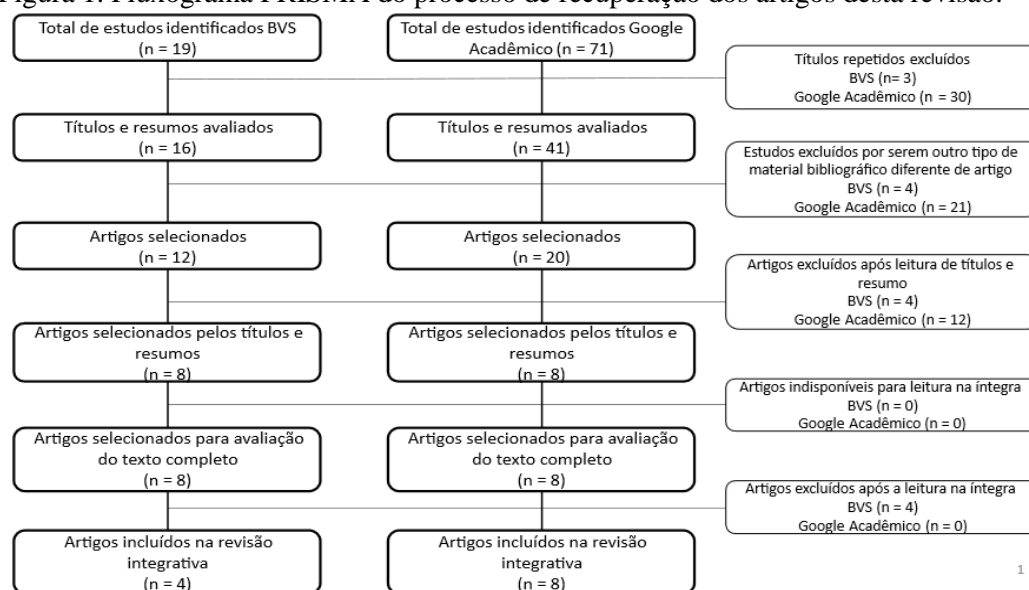 Figura 1. Fluxograma PRISMA do processo de recuperação dos artigos desta revisão.
Total de estudos identificados BVS
(n = 19)
Total de estudos identificados Google
Acadêmico (n = 71)
Títulos repetidos excluídos
BVS (n= 3)
Google Acadêmico (n = 30)
Títulos e resumos avaliados
(n = 16)
Títulos e resumos avaliados
(n = 41)
Estudos excluídos por serem outro tipo de
material bibliográfico diferente de artigo
BVS (n = 4)
Google Acadêmico (n = 21)
Artigos selecionados
(n = 12)
Artigos selecionados
(n = 20)
Artigos excluídos após leitura de títulos e
resumo
BVS (n = 4)
Google Acadêmico (n = 12)
Artigos selecionados pelos títulos e
resumos
(n = 8)
Artigos selecionados pelos títulos e
resumos
(n = 8)
Artigos indisponíveis para leitura na íntegra
BVS (n = 0)
Google Acadêmico (n = 0)
Artigos selecionados para avaliação
do texto completo
(n = 8)
Artigos selecionados para avaliação
do texto completo
(n = 8)
Artigos excluídos após a leitura na íntegra
BVS (n = 4)
Google Acadêmico (n = 0)
Artigos incluídos na revisão
integrativa
(n = 4)
Artigos incluídos na revisão
integrativa
(n = 8)
1